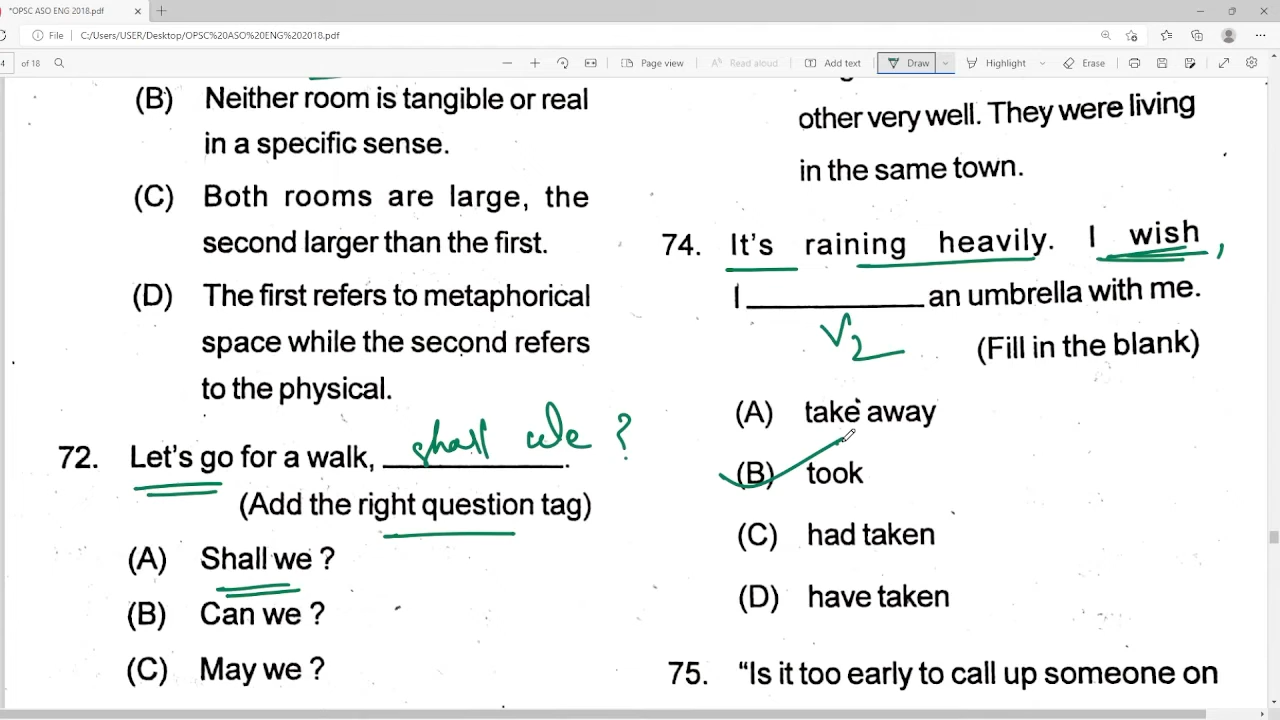 *OPSC ASO ENG 2018.pdf
File C:/Users/USER/Desktop/OPSC%20ASO%20ENG%202018.pdf
4 of 18
Page view
Read aloud
Add text
Draw
Highlight
Erase
(B) Neither room is tangible or real
in a specific sense.
(C) Both rooms are large, the
second larger than the first.
(D) The first refers to metaphorical
space while the second refers
to the physical.
72. Let's go for a walk, shall we ?
(Add the right question tag)
(A) Shall we ?
(B) Can we ?
(C) May we ?
other very well. They were living
in the same town.
74. It's raining heavily. I wish,
I ____________ an umbrella with me.
V2
(Fill in the blank)
(A) take away
(B) took
(C) had taken
(D) have taken
75. "Is it too early to call up someone on